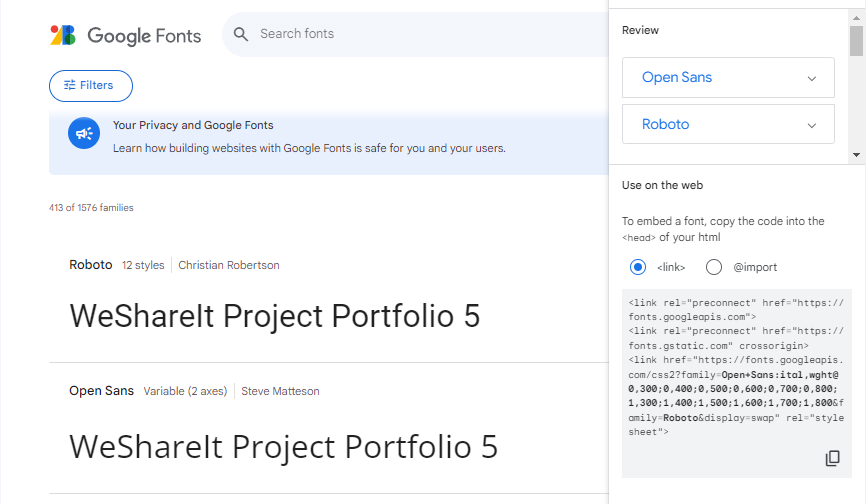 Google Fonts
Search fonts
Filters
Your Privacy and Google Fonts
Learn how building websites with Google Fonts is safe for you and your users.
413 of 1576 families
Roboto 12 styles Christian Robertson
WeShareIt Project Portfolio 5
Open Sans Variable (2 axes) Steve Matteson
WeShareIt Project Portfolio 5
Review
Open Sans
Roboto
Use on the web
To embed a font, copy the code into the
<head> of your html
<link> @import
<link rel="preconnect" href="https://
fonts.googleapis.com">
<link rel="preconnect" href="https://
fonts.gstatic.com" crossorigin>
<link href="https://fonts.googleapis.
com/css2?family=Open+Sans:ital,wght@
0,300;0,400;0,500;0,600;0,700;0,800;
1,300;1,400;1,500;1,600;1,700;1,800&f
amily=Roboto&display=swap" rel="style
sheet">